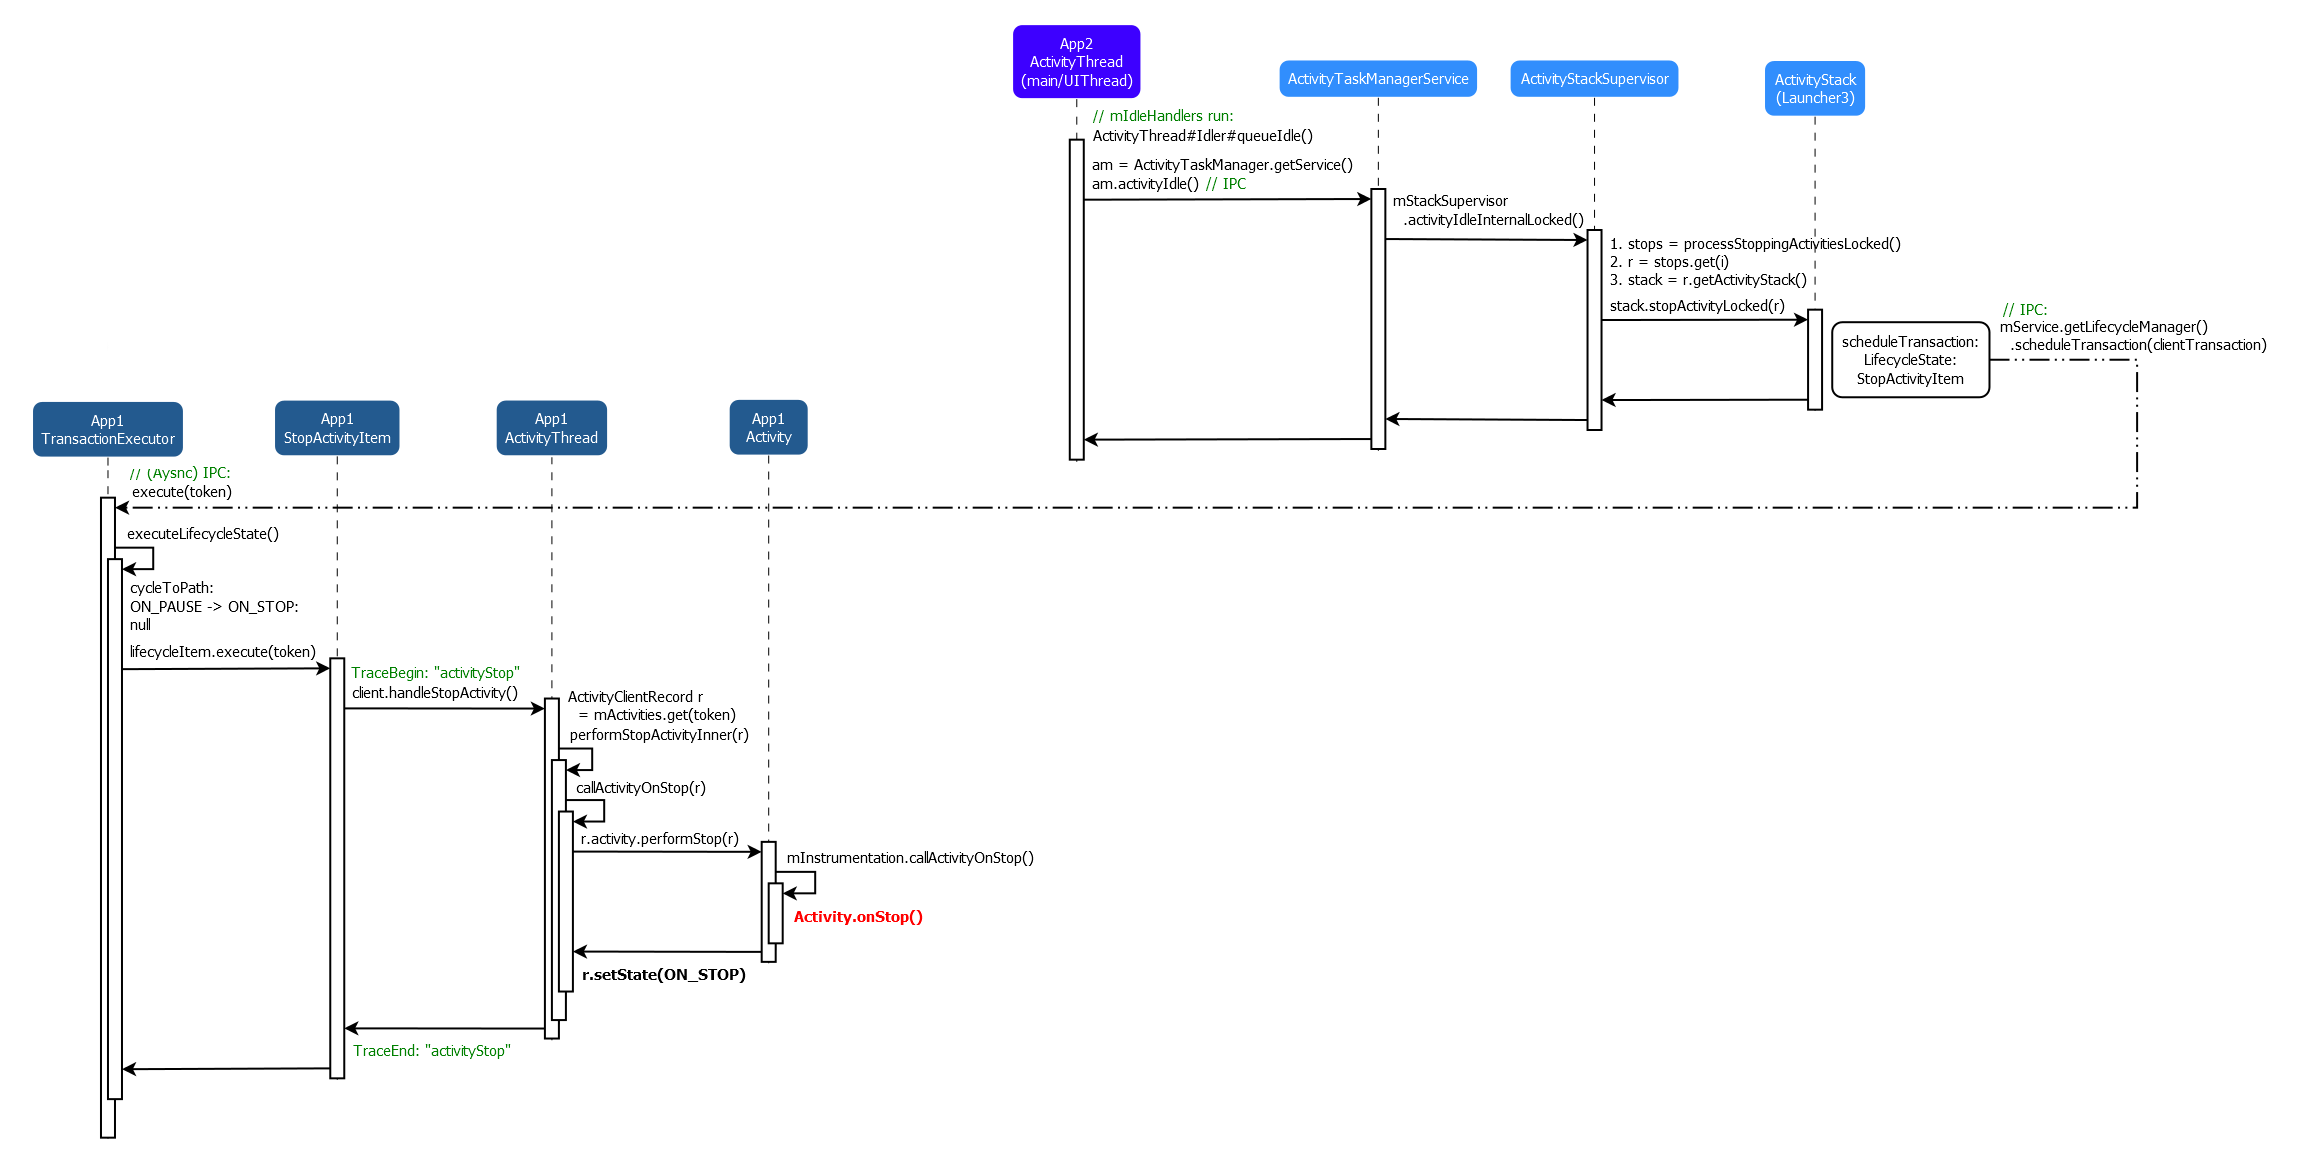 App2
ActivityThread
(main/UIThread)
ActivityTaskManagerService
ActivityStackSupervisor
ActivityStack
(Launcher3)
// mIdleHandlers run:
ActivityThread#Idler#queueIdle()
am = ActivityTaskManager.getService()
am.activityIdle() // IPC
mStackSupervisor
.activityIdleInternalLocked()
1. stops = processStoppingActivitiesLocked()
2. r = stops.get(i)
3. stack = r.getActivityStack()
stack.stopActivityLocked(r)
scheduleTransaction:
LifecycleState:
StopActivityItem
// IPC:
mService.getLifecycleManager()
.scheduleTransaction(clientTransaction)
App1
TransactionExecutor
App1
StopActivityItem
App1
ActivityThread
App1
Activity
// (Aysnc) IPC:
execute(token)
executeLifecycleState()
cycleToPath:
ON_PAUSE -> ON_STOP:
null
lifecycleItem.execute(token)
TraceBegin: "activityStop"
client.handleStopActivity()
ActivityClientRecord r
= mActivities.get(token)
performStopActivityInner(r)
callActivityOnStop(r)
r.activity.performStop(r)
mInstrumentation.callActivityOnStop()
Activity.onStop()
r.setState(ON_STOP)
TraceEnd: "activityStop"